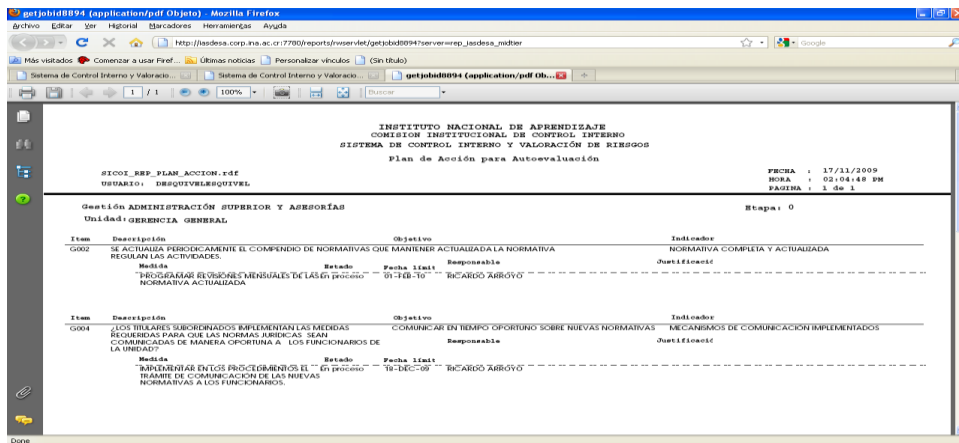 getjobid8894 (application/pdf Objeto) - Mozilla Firefox
Archivo Editar Ver Historial Marcadores Herramientas Ayuda
http://iasdesa.corp.ina.ac.cr:7780/reports/rwservlet/getjobid8894?server=rep_iasdesa_midtier
Google
Más visitados Comenzar a usar Firef... Últimas noticias Personalizar vínculos (Sin título)
Sistema de Control Interno y Valoracio... Sistema de Control Interno y Valoracio... getjobid8894 (application/pdf Ob...
1 / 1 100% Buscar
INSTITUTO NACIONAL DE APRENDIZAJE
COMISION INSTITUCIONAL DE CONTROL INTERNO
SISTEMA DE CONTROL INTERNO Y VALORACIÓN DE RIESGOS
Plan de Acción para Autoevaluación
SICOI_REP_PLAN_ACCION.rdf
USUARIO: DESQUIVELESQUIVEL
FECHA : 17/11/2009
HORA : 02:04:48 PM
PAGINA : 1 de 1
Gestión ADMINISTRACIÓN SUPERIOR Y ASESORÍAS Etapa: 0
Unidad: GERENCIA GENERAL
Item Descripción Objetivo Indicador
G002 SE ACTUALIZA PERIODICAMENTE EL COMPENDIO DE NORMATIVAS QUE MANTENER ACTUALIZADA LA NORMATIVA NORMATIVA COMPLETA Y ACTUALIZADA
REGULAN LAS ACTIVIDADES.
Medida Estado Fecha límit Responsable Justificació
PROGRAMAR REVISIONES MENSUALES DE LAS En proceso 01-FEB-10 RICARDO ARROYO
NORMATIVA ACTUALIZADA
Item Descripción Objetivo Indicador
G004 ¿LOS TITULARES SUBORDINADOS IMPLEMENTAN LAS MEDIDAS COMUNICAR EN TIEMPO OPORTUNO SOBRE NUEVAS NORMATIVAS MECANISMOS DE COMUNICACIÓN IMPLEMENTADOS
REQUERIDAS PARA QUE LAS NORMAS JURIDICAS SEAN
COMUNICADAS DE MANERA OPORTUNA A LOS FUNCIONARIOS DE
LA UNIDAD?
Responsable Justificació
Medida Estado Fecha límit
IMPLEMENTAR EN LOS PROCEDIMIENTOS EL En proceso 18-DEC-09 RICARDO ARROYO
TRÁMITE DE COMUNICACIÓN DE LAS NUEVAS
NORMATIVAS A LOS FUNCIONARIOS.
Done